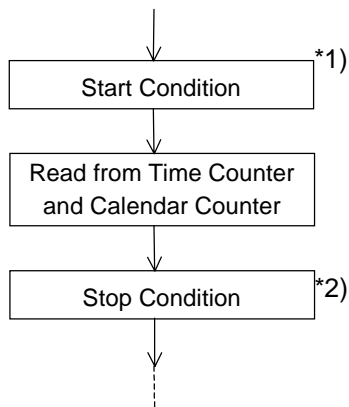 *1)
Start Condition
Read from Time Counter
and Calendar Counter
*2)
Stop Condition